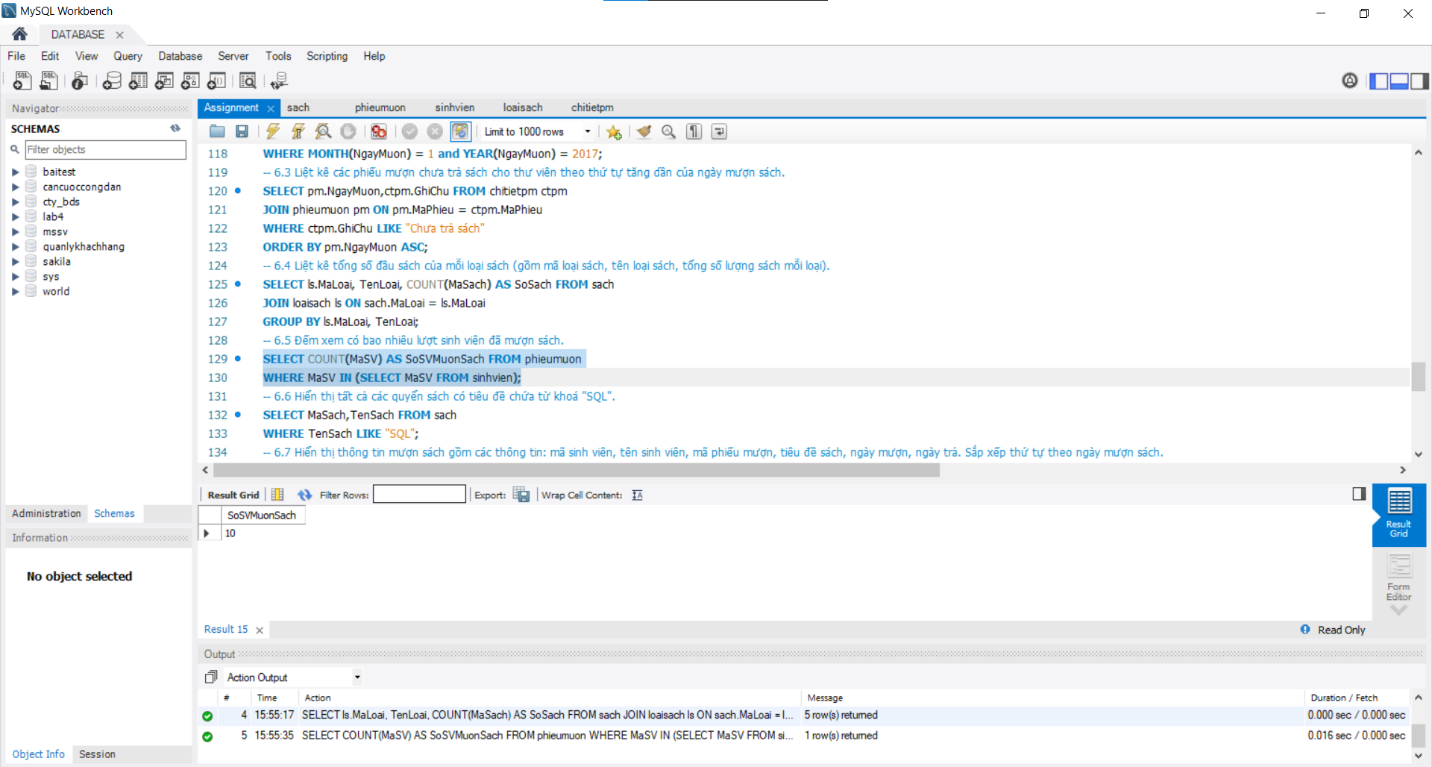 MySQL Workbench
DATABASE
File Edit View Query Database Server Tools Scripting Help
Navigator
SCHEMAS
Filter objects
baitest
cancuoccongdan
cty_bds
lab4
mssv
quanlykhachhang
sakila
sys
world
Administration Schemas
Information
No object selected
Object Info Session
Assignment sach phieumuon sinhvien loaisach chitietpm
Limit to 1000 rows
118 WHERE MONTH(NgayMuon) = 1 and YEAR(NgayMuon) = 2017;
119 -- 6.3 Liệt kê các phiếu mượn chưa trả sách cho thư viên theo thứ tự tăng dần của ngày mượn sách.
120 SELECT pm.NgayMuon,ctpm.GhiChu FROM chitietpm ctpm
121 JOIN phieumuon pm ON pm.MaPhieu = ctpm.MaPhieu
122 WHERE ctpm.GhiChu LIKE "Chưa trả sách"
123 ORDER BY pm.NgayMuon ASC;
124 -- 6.4 Liệt kê tổng số đầu sách của mỗi loại sách (gồm mã loại sách, tên loại sách, tổng số lượng sách mỗi loại).
125 SELECT ls.MaLoai, TenLoai, COUNT(MaSach) AS SoSach FROM sach
126 JOIN loaisach ls ON sach.MaLoai = ls.MaLoai
127 GROUP BY ls.MaLoai, TenLoai;
128 -- 6.5 Đếm xem có bao nhiêu lượt sinh viên đã mượn sách.
129 SELECT COUNT(MaSV) AS SoSVMuonSach FROM phieumuon
130 WHERE MaSV IN (SELECT MaSV FROM sinhvien);
131 -- 6.6 Hiển thị tất cả các quyển sách có tiêu đề chứa từ khoá "SQL".
132 SELECT MaSach,TenSach FROM sach
133 WHERE TenSach LIKE "SQL";
134 -- 6.7 Hiển thị thông tin mượn sách gồm các thông tin: mã sinh viên, tên sinh viên, mã phiếu mượn, tiêu đề sách, ngày mượn, ngày trả. Sắp xếp thứ tự theo ngày mượn sách.
Result Grid Filter Rows: Export: Wrap Cell Content:
SoSVMuonSach
10
Result Grid
Form Editor
Result 15 Read Only
Output
Action Output
# Time Action Message Duration / Fetch
4 15:55:17 SELECT ls.MaLoai, TenLoai, COUNT(MaSach) AS SoSach FROM sach JOIN loaisach ls ON sach.MaLoai = l... 5 row(s) returned 0.000 sec / 0.000 sec
5 15:55:35 SELECT COUNT(MaSV) AS SoSVMuonSach FROM phieumuon WHERE MaSV IN (SELECT MaSV FROM si... 1 row(s) returned 0.016 sec / 0.000 sec